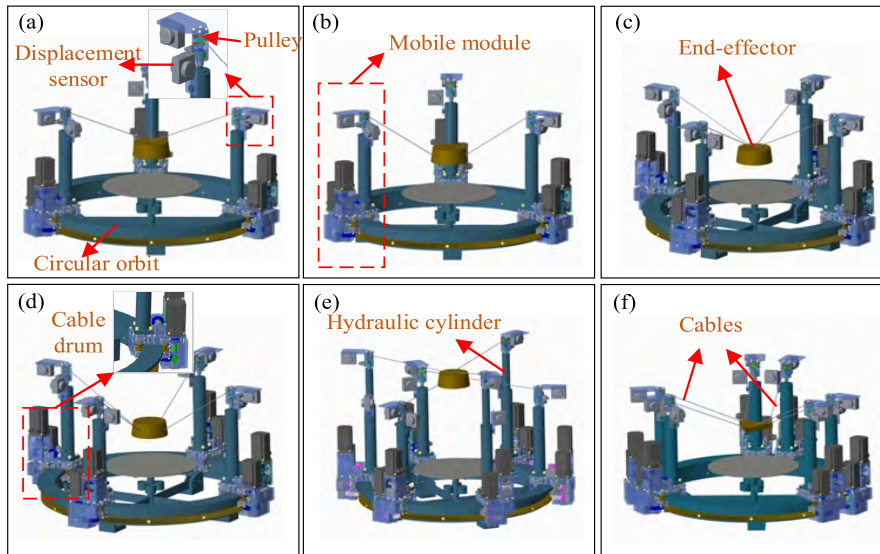 (a)
Pulley
Displacement
sensor
Circular orbit
(b)
Mobile module
(c)
End-effector
(d)
Cable
drum
(e)
Hydraulic cylinder
(f)
Cables